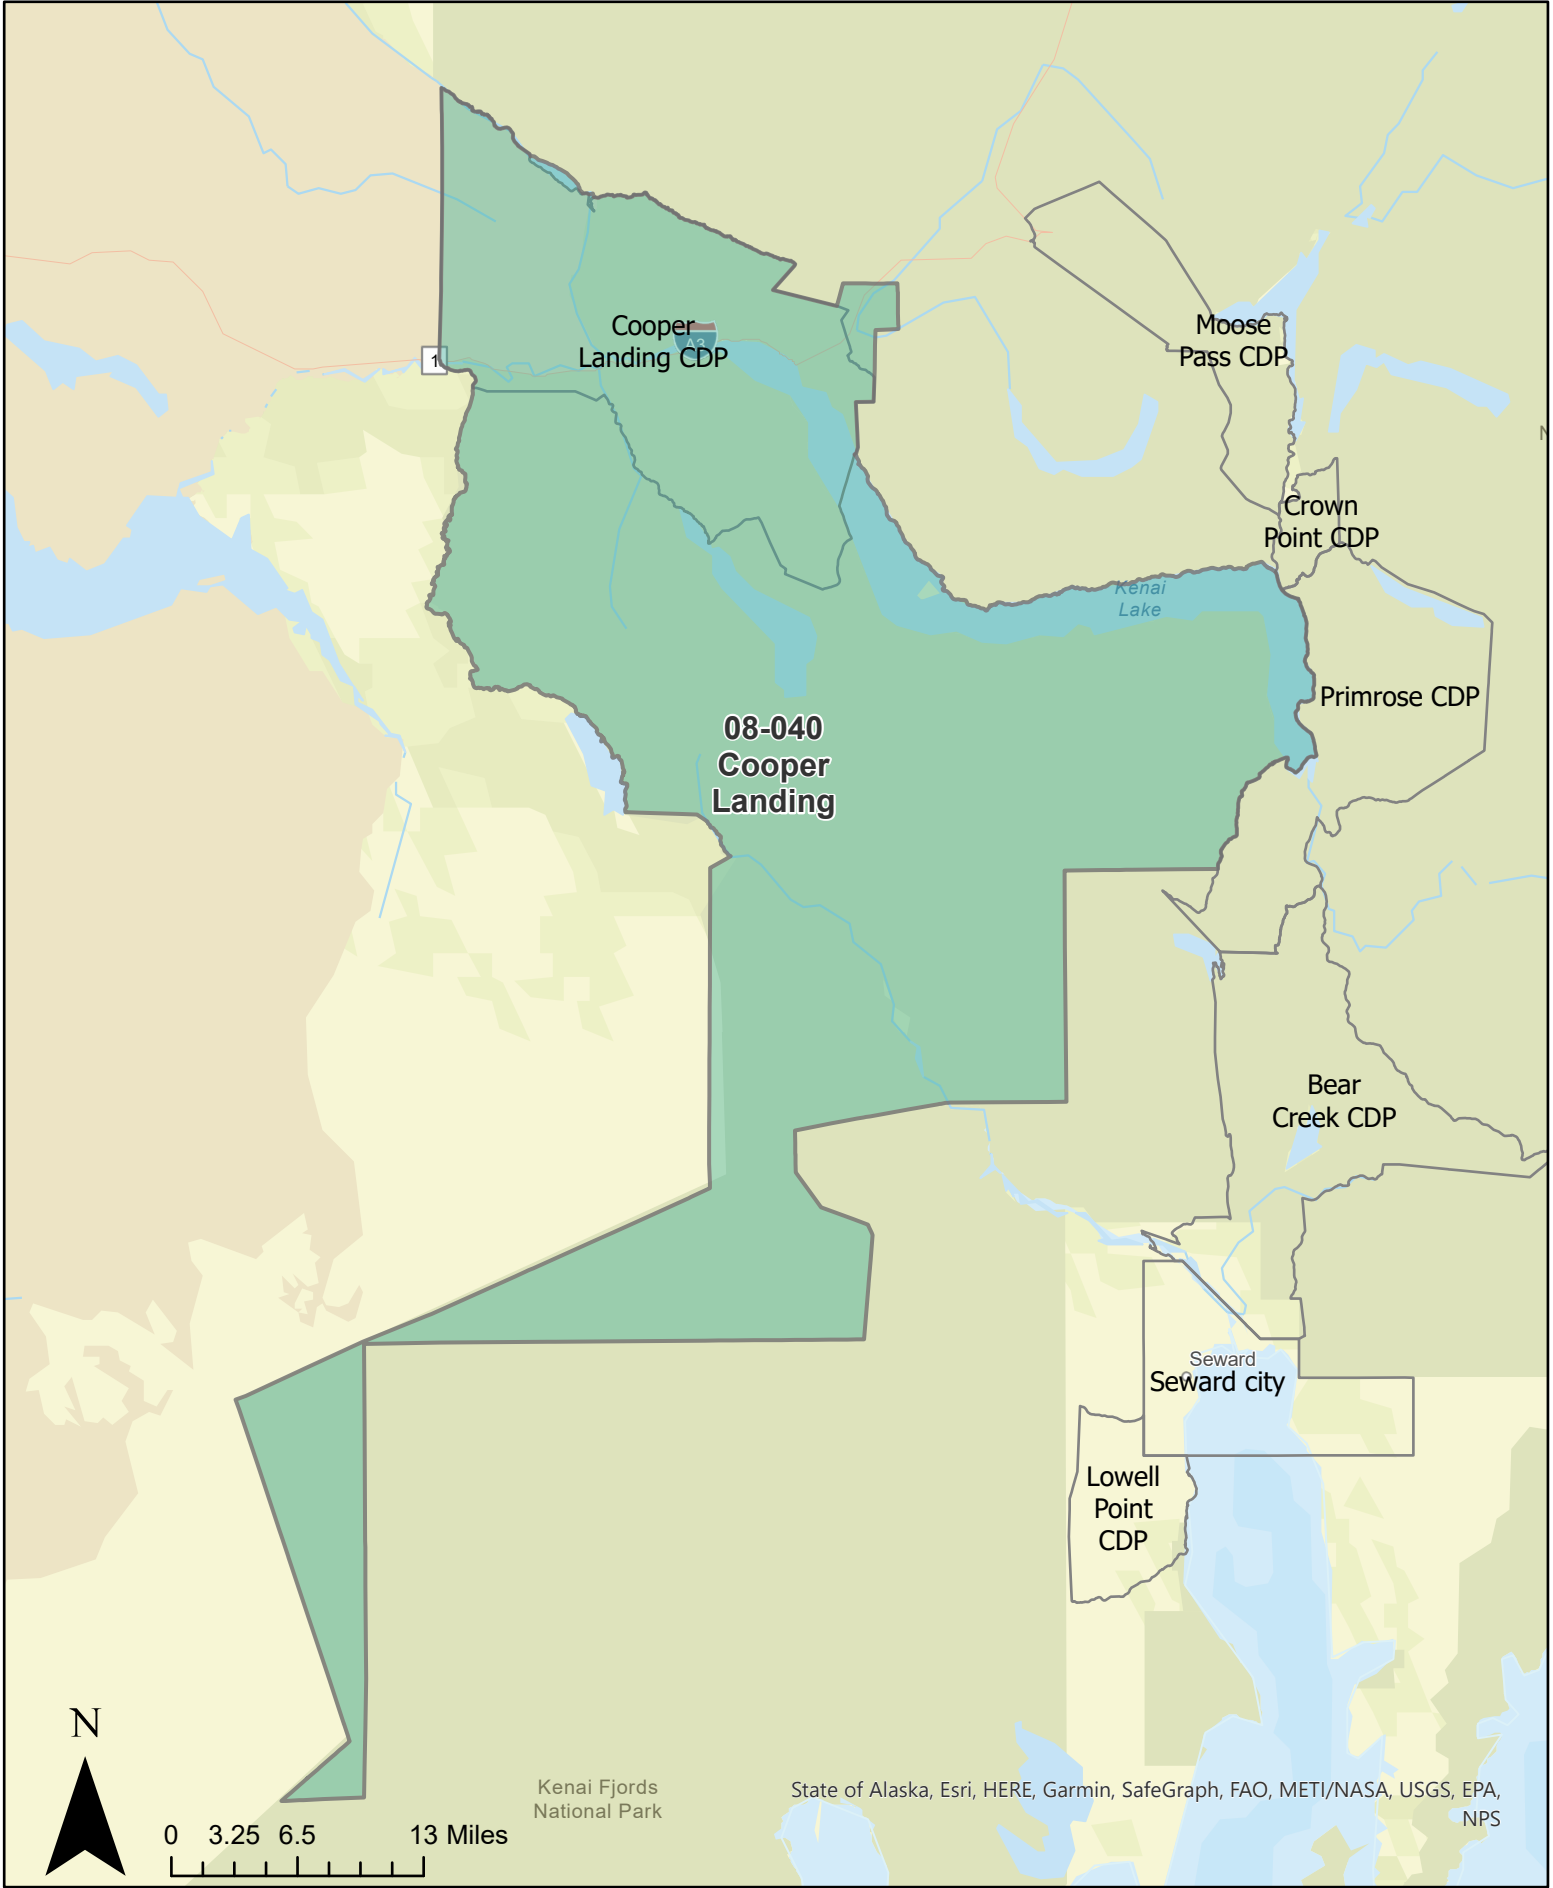 Cooper
Landing CDP
A3
1
Moose
Pass CDP
N
Crown
Point CDP
Kenai
Lake
Primrose CDP
08-040
Cooper
Landing
Bear
Creek CDP
Seward
Seward city
Lowell
Point
CDP
N
Kenai Fjords
National Park
State of Alaska, Esri, HERE, Garmin, SafeGraph, FAO, METI/NASA, USGS, EPA,
NPS
0 3.25 6.5 13 Miles